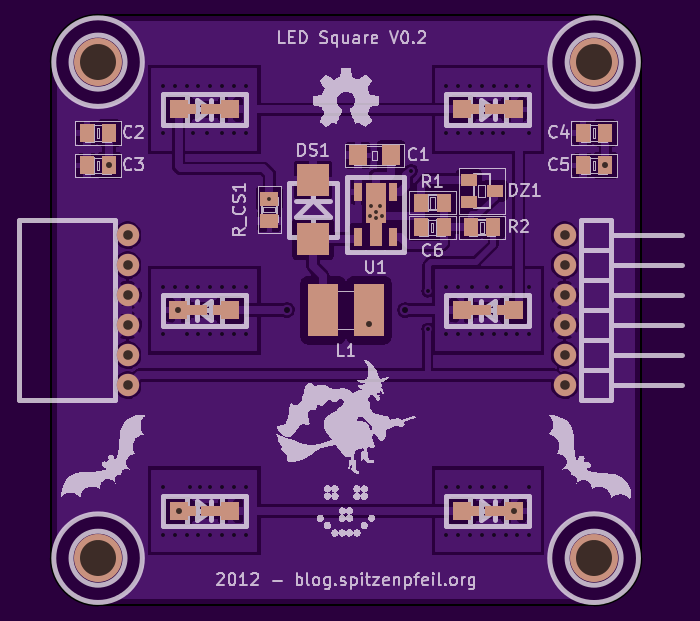 LED Square V0.2
C2
C3
DS1
C1
C4
C5
R_CS1
R1
DZ1
R2
C6
U1
L1
2012 – blog.spitzenpfeil.org